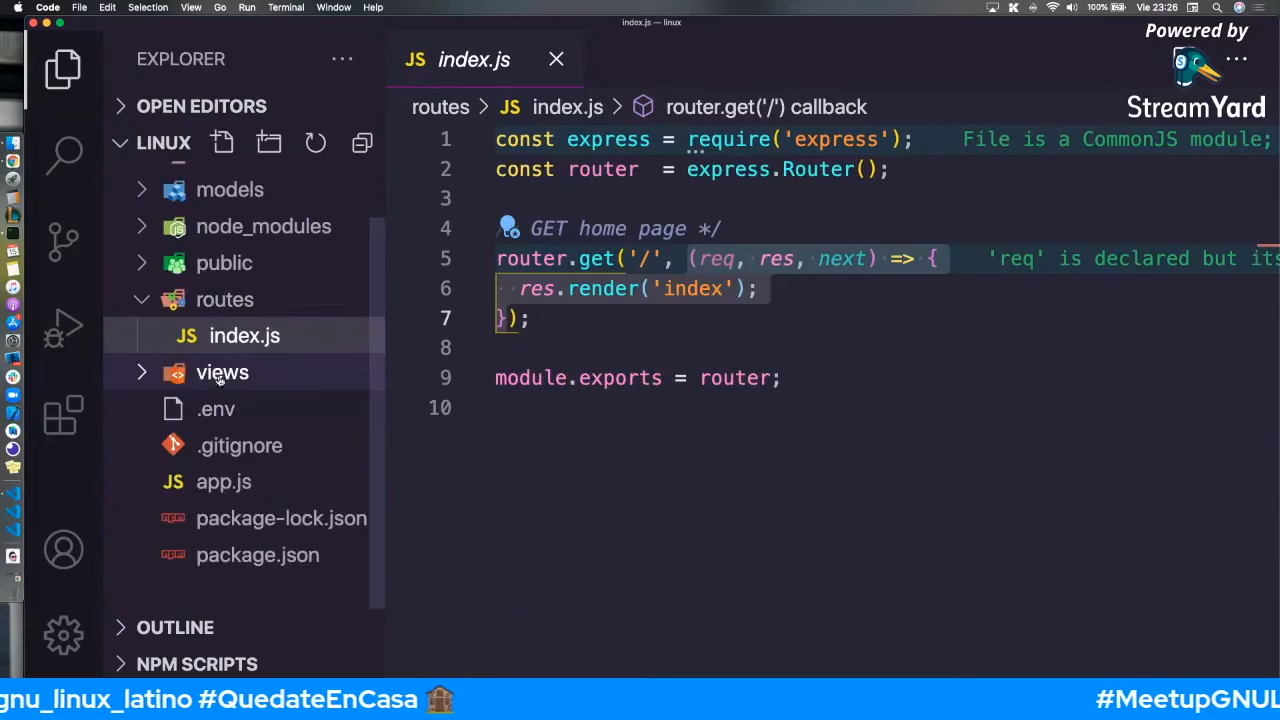 Code File Edit Selection View Go Run Terminal Window Help 100% Vie 23:26
index.js — linux
Powered by
StreamYard
EXPLORER
OPEN EDITORS
LINUX
models
node_modules
public
routes
JS index.js
views
.env
.gitignore
JS app.js
package-lock.json
package.json
OUTLINE
NPM SCRIPTS
JS index.js
routes > JS index.js > router.get('/') callback
1 const express = require('express'); File is a CommonJS module;
2 const router = express.Router();
3
4 GET home page */
5 router.get('/', (req, res, next) => { 'req' is declared but its
6 res.render('index');
7 });
8
9 module.exports = router;
10
gnu_linux_latino #QuedateEnCasa #MeetupGNUL